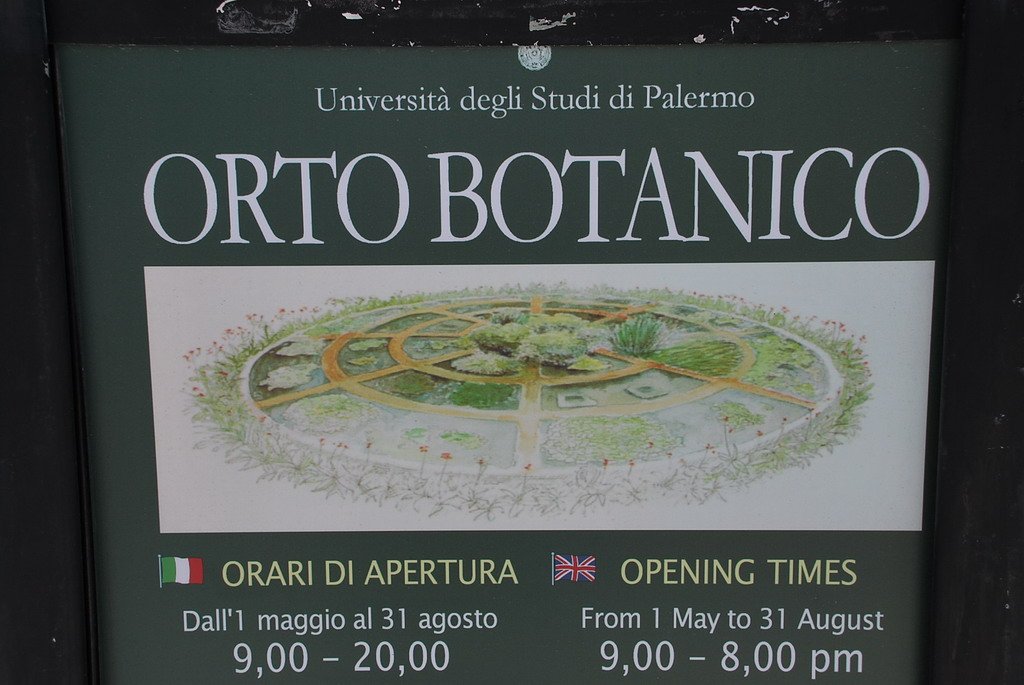 Università degli Studi di Palermo
ORTO BOTANICO
ORARI DI APERTURA
Dall'1 maggio al 31 agosto
9,00 – 20,00
OPENING TIMES
From 1 May to 31 August
9,00 – 8,00 pm